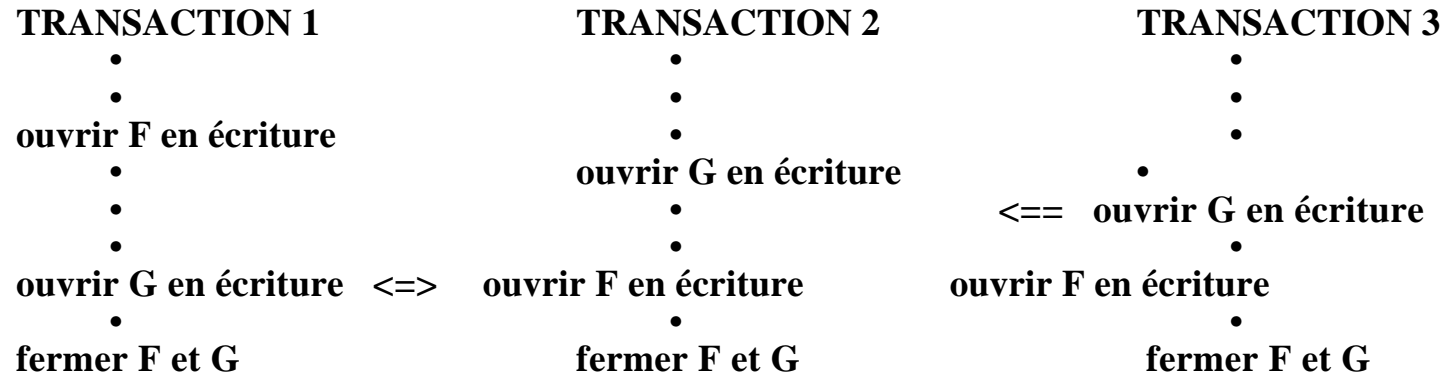 TRANSACTION 1 TRANSACTION 2 TRANSACTION 3
• • •
• • •
ouvrir F en écriture • •
• ouvrir G en écriture •
• • <== ouvrir G en écriture
• • •
ouvrir G en écriture <=> ouvrir F en écriture ouvrir F en écriture
• • •
fermer F et G fermer F et G fermer F et G